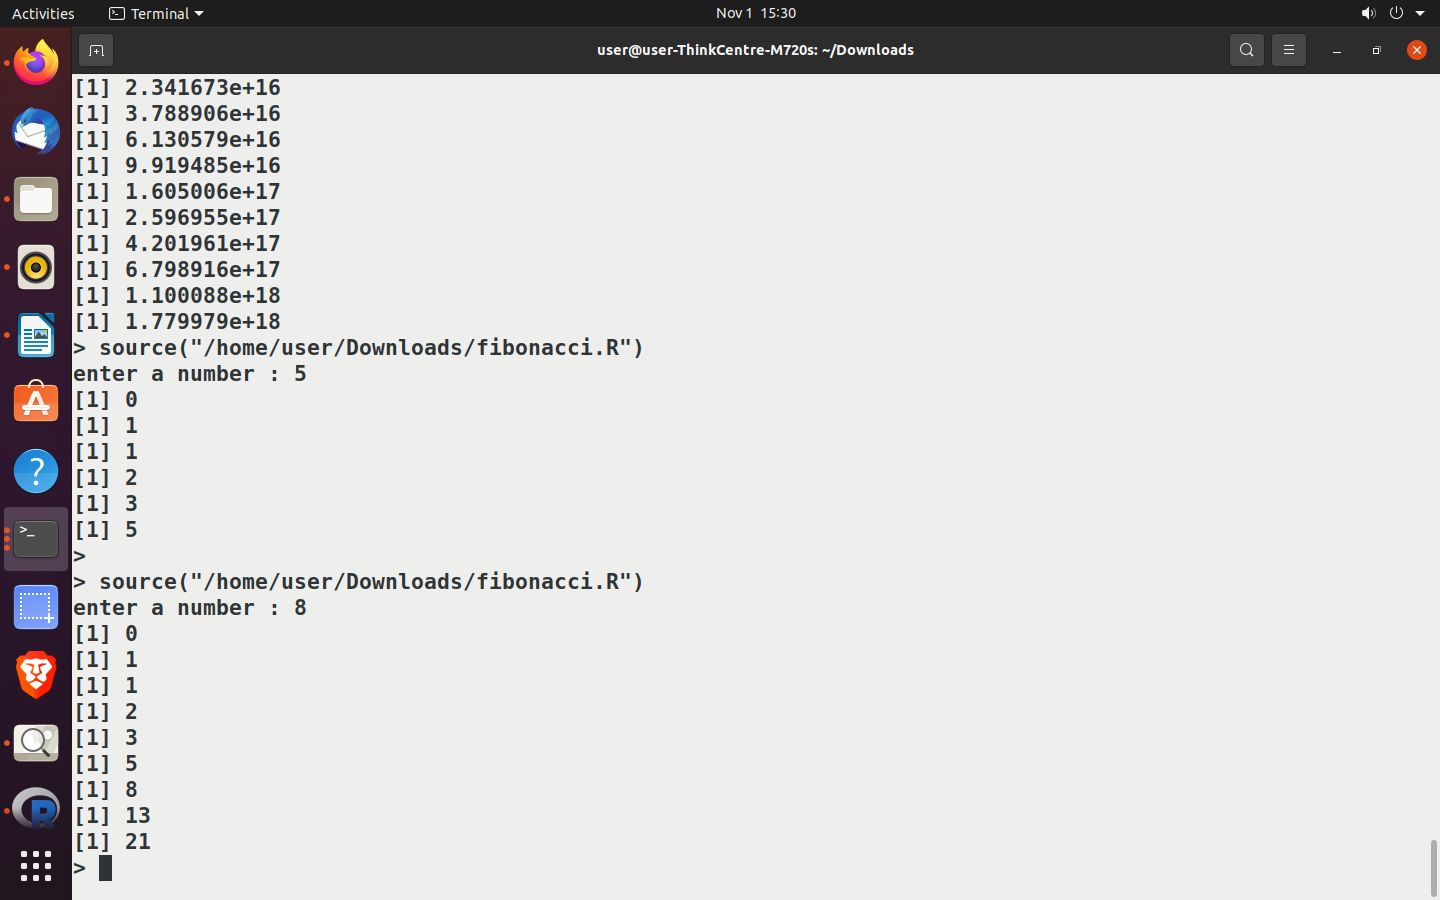 Activities
Terminal
Nov 1 15:30
user@user-ThinkCentre-M720s: ~/Downloads
[1] 2.341673e+16
[1] 3.788906e+16
[1] 6.130579e+16
[1] 9.919485e+16
[1] 1.605006e+17
[1] 2.596955e+17
[1] 4.201961e+17
[1] 6.798916e+17
[1] 1.100088e+18
[1] 1.779979e+18
> source("/home/user/Downloads/fibonacci.R")
enter a number : 5
[1] 0
[1] 1
[1] 1
[1] 2
[1] 3
[1] 5
>
> source("/home/user/Downloads/fibonacci.R")
enter a number : 8
[1] 0
[1] 1
[1] 1
[1] 2
[1] 3
[1] 5
[1] 8
[1] 13
[1] 21
>